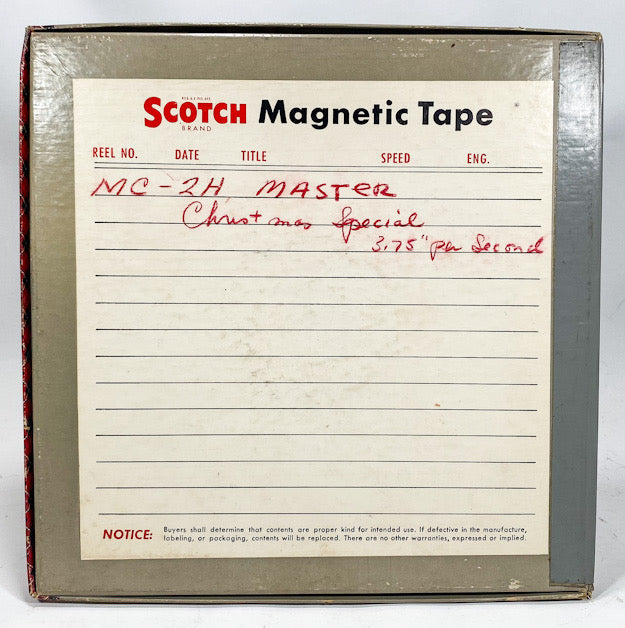 SCOTCH Magnetic Tape
BRAND
REEL NO. DATE TITLE SPEED ENG.
MC-2H MASTER
Christmas Special
3.75" per Second
NOTICE: Buyers shall determine that contents are proper kind for intended use. If defective in the manufacture,
labeling, or packaging, contents will be replaced. There are no other warranties, expressed or implied.